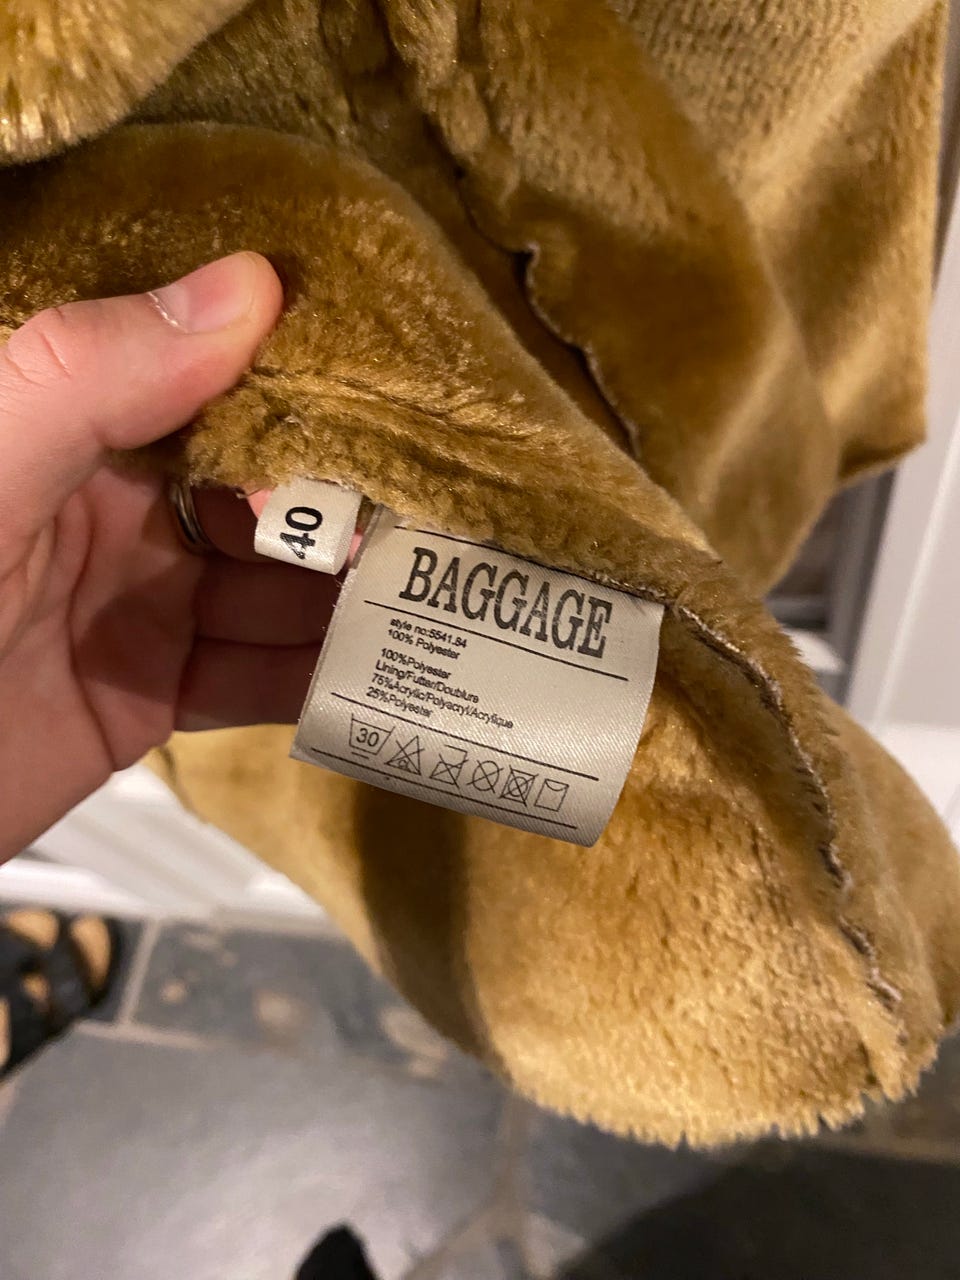 40
BAGGAGE
style no:5541.84
100% Polyester
100%Polyester
Lining/Futter/Doublure
75%Acrylic/Polyacryl/Acrylique
25%Polyester
30